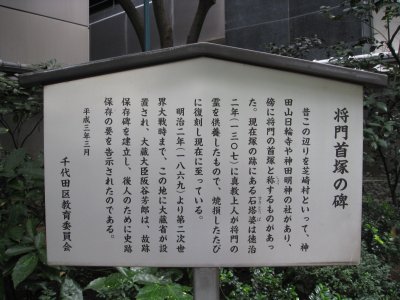 将門首塚の碑
昔この辺りを芝崎村といって、神
田山日輪寺や神田明神の社があり、
傍に将門の首塚と称するものがあっ
た。現在塚の跡にある石塔婆は徳治
二年(一三〇七)に真教上人が将門の
霊を供養したもので、焼損したたび
に復刻し現在に至っている。
明治二年(一八六九)より第二次世
界大戦時まで、この地に大蔵省が設
置され、大蔵大臣阪谷芳郎は、故跡
保存碑を建立し、後人のために史跡
保存の要を告示されたのである。
平成三年三月
千代田区教育委員会